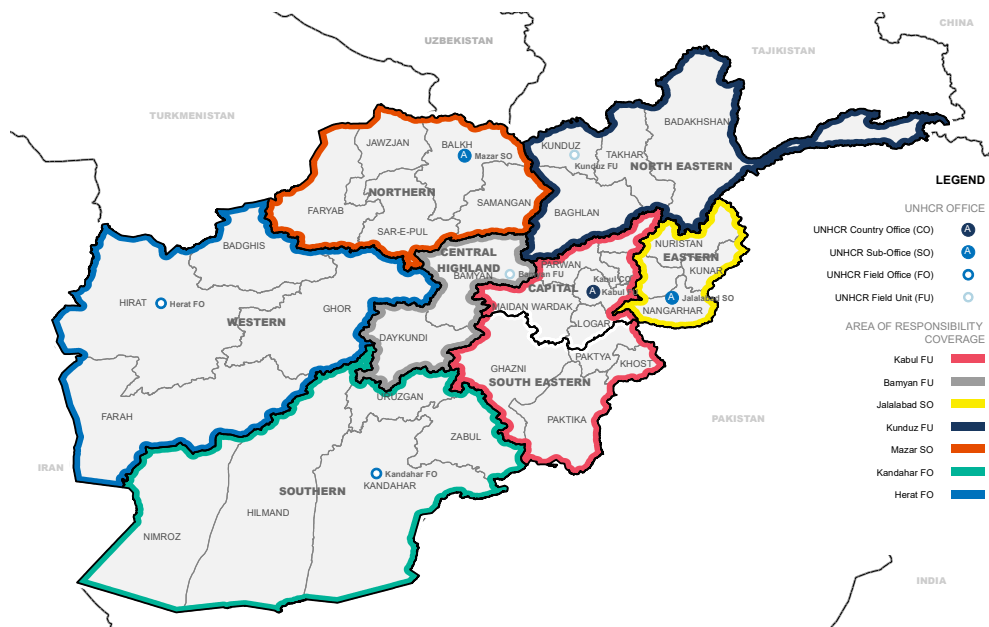 CHINA
UZBEKISTAN
TAJIKISTAN
TURKMENISTAN
BADAKHSHAN
JAWZJAN
BALKH
Mazar SO
KUNDUZ
Kunduz FU
TAKHAR
NORTH EASTERN
NORTHERN
SAMANGAN
FARYAB
BAGHLAN
SAR-E-PUL
BADGHIS
CENTRAL
HIGHLAND
BAMYAN
Bamyan FU
PARWAN
CAPITAL
Kabul CO
Kabul
NURISTAN
EASTERN
KUNAR
Jalalabad SO
NANGARHAR
HIRAT
Herat FO
GHOR
WESTERN
MAIDAN WARDAK
LOGAR
DAYKUNDI
PAKTYA
KHOST
GHAZNI
SOUTH EASTERN
URUZGAN
PAKTIKA
FARAH
ZABUL
IRAN
PAKISTAN
Kandahar FO
KANDAHAR
SOUTHERN
HILMAND
NIMROZ
INDIA
LEGEND
UNHCR OFFICE
UNHCR Country Office (CO) A
UNHCR Sub-Office (SO) A
UNHCR Field Office (FO)
UNHCR Field Unit (FU)
AREA OF RESPONSIBILITY
COVERAGE
Kabul FU
Bamyan FU
Jalalabad SO
Kunduz FU
Mazar SO
Kandahar FO
Herat FO